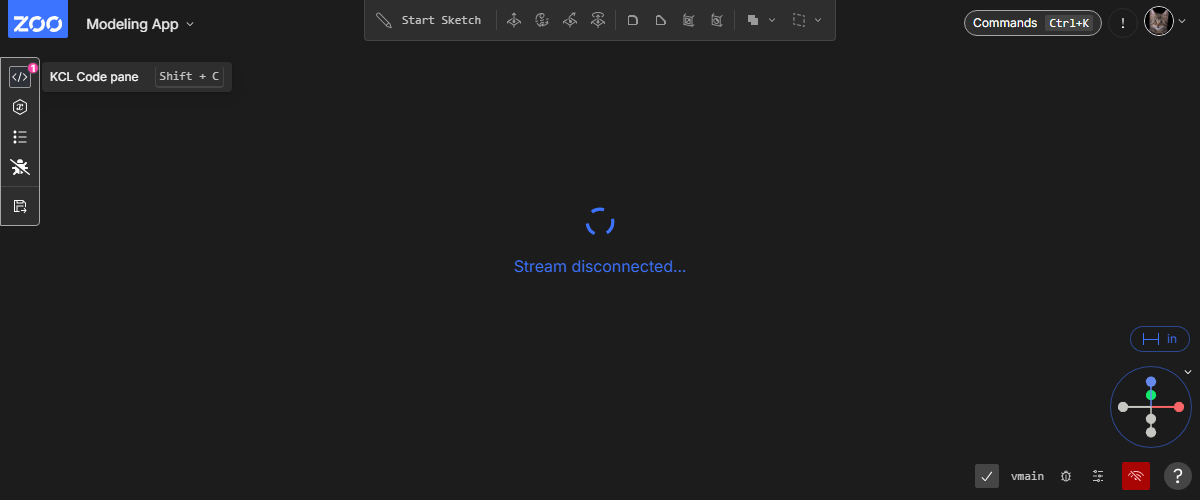 ZOO Modeling App
Start Sketch
Commands Ctrl+K
!
1
KCL Code pane Shift + C
Stream disconnected...
in
vmain
?